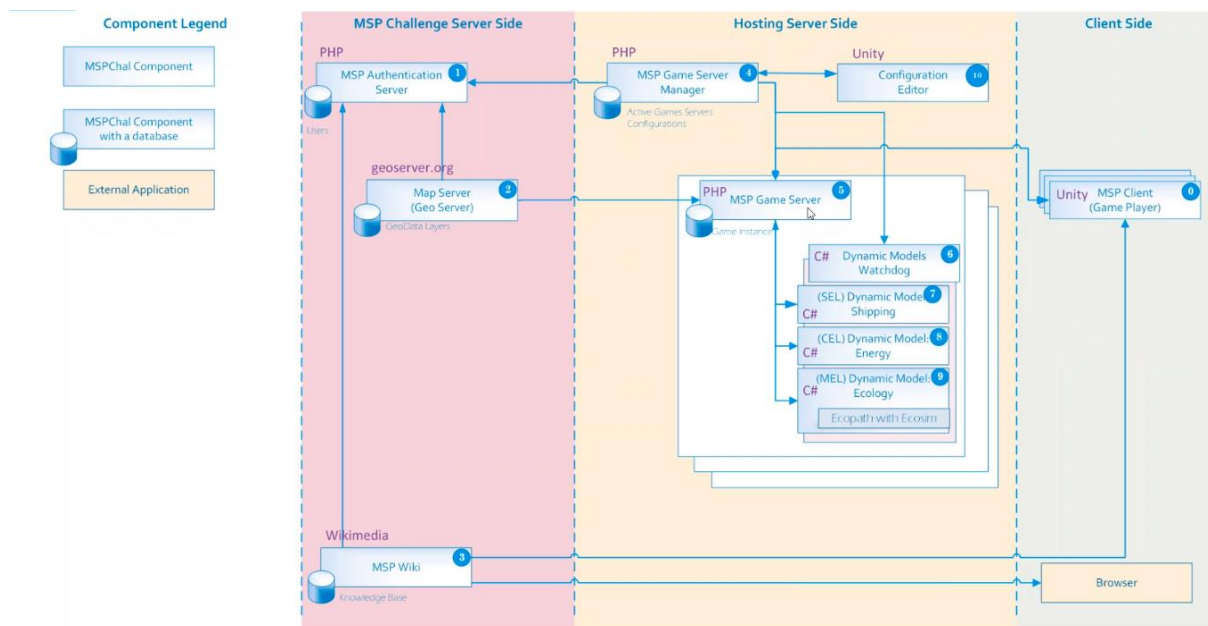 Component Legend
MSPChal Component
MSPChal Component
with a database
External Application
MSP Challenge Server Side
PHP
MSP Authentication
Server
1
Users
geoserver.org
Map Server
(Geo Server)
2
GeoData Layers
Wikimedia
MSP Wiki
3
Knowledge Base
Hosting Server Side
PHP
MSP Game Server
Manager
4
Active Games Servers
Configurations
Unity
Configuration
Editor
10
PHP
MSP Game Server
5
Game Instance
C#
Dynamic Models
Watchdog
6
(SEL) Dynamic Model
Shipping
7
C#
(CEL) Dynamic Model:
Energy
8
C#
(MEL) Dynamic Model:
Ecology
9
C#
Ecopath with Ecosim
Client Side
Unity
MSP Client
(Game Player)
0
Browser